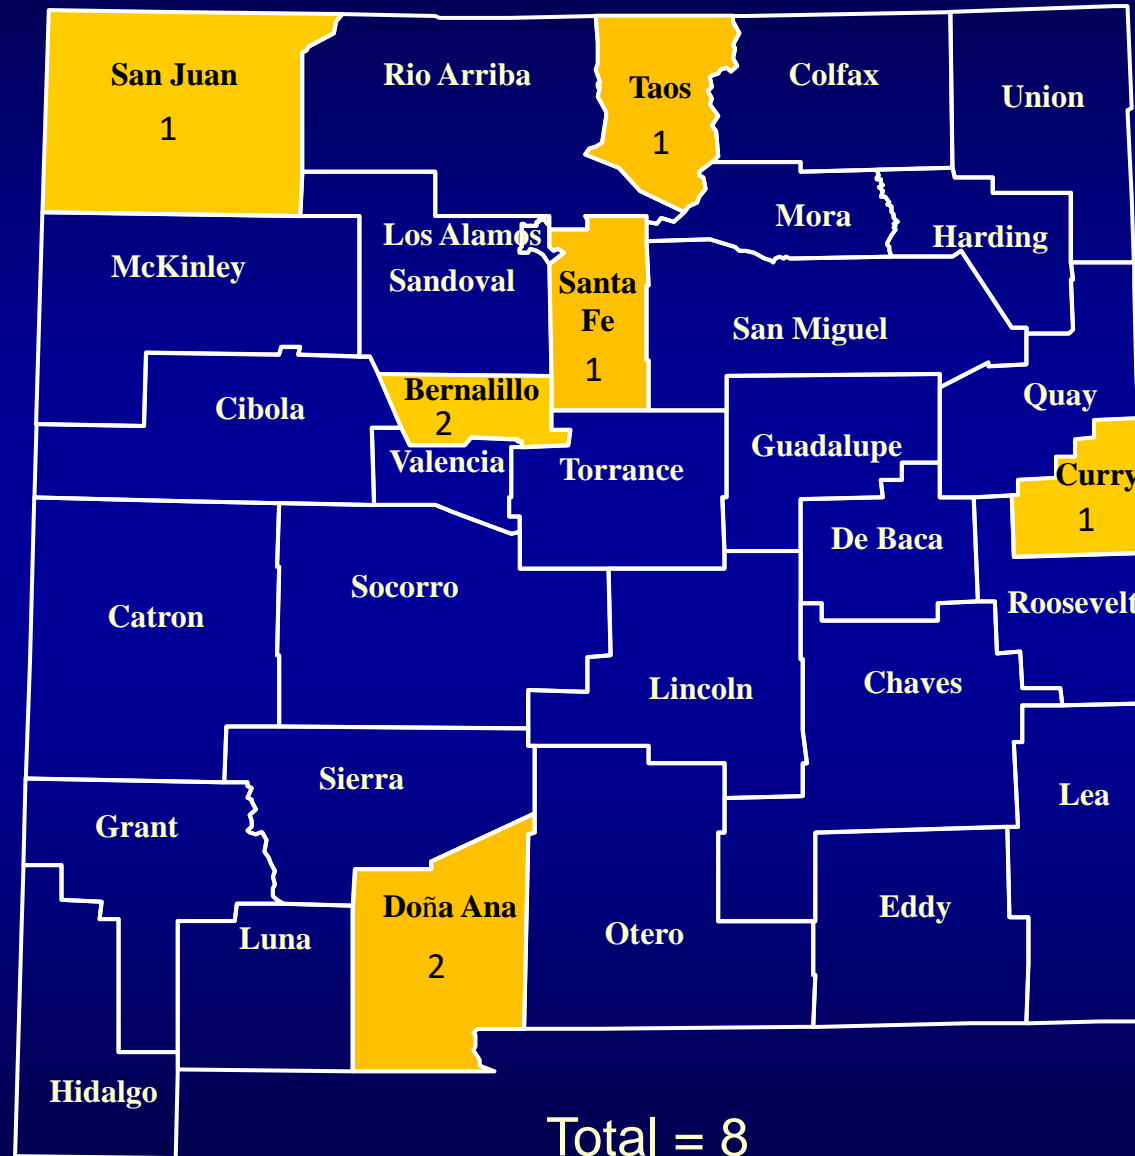 San Juan
1
Rio Arriba
Taos
1
Colfax
Union
Mora
Harding
Los Alamos
McKinley
Sandoval
Santa
Fe
1
San Miguel
Bernalillo
2
Cibola
Quay
Guadalupe
Valencia
Torrance
Curry
1
De Baca
Socorro
Catron
Roosevelt
Lincoln
Chaves
Sierra
Lea
Grant
Doña Ana
2
Eddy
Luna
Otero
Hidalgo
Total = 8